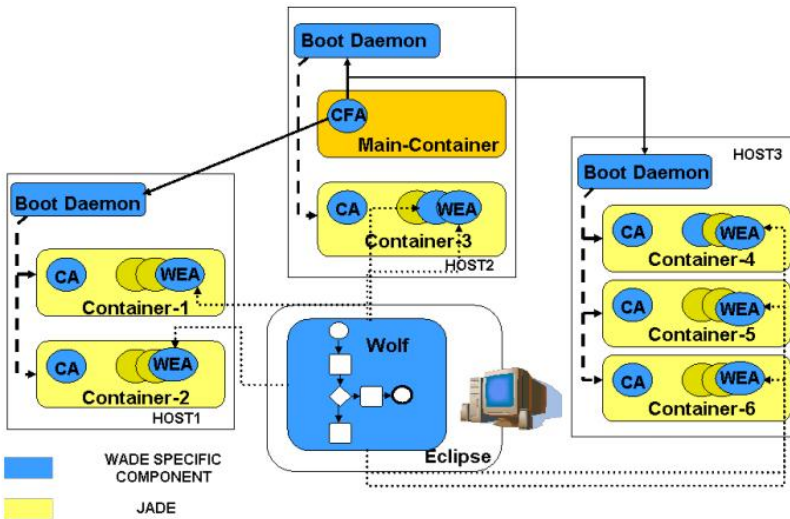 Boot Daemon
CFA
Main-Container
CA
WEA
Container-3
HOST2
Boot Daemon
CA
WEA
Container-1
CA
WEA
Container-2
HOST1
HOST3
Boot Daemon
CA
WEA
Container-4
CA
WEA
Container-5
CA
WEA
Container-6
Wolf
Eclipse
WADE SPECIFIC
COMPONENT
JADE